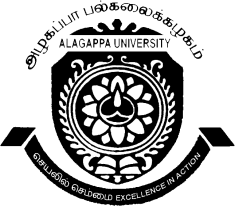 அழகப்பா பல்கலைக்கழகம்
ALAGAPPA UNIVERSITY
செயலில் செம்மை EXCELLENCE IN ACTION